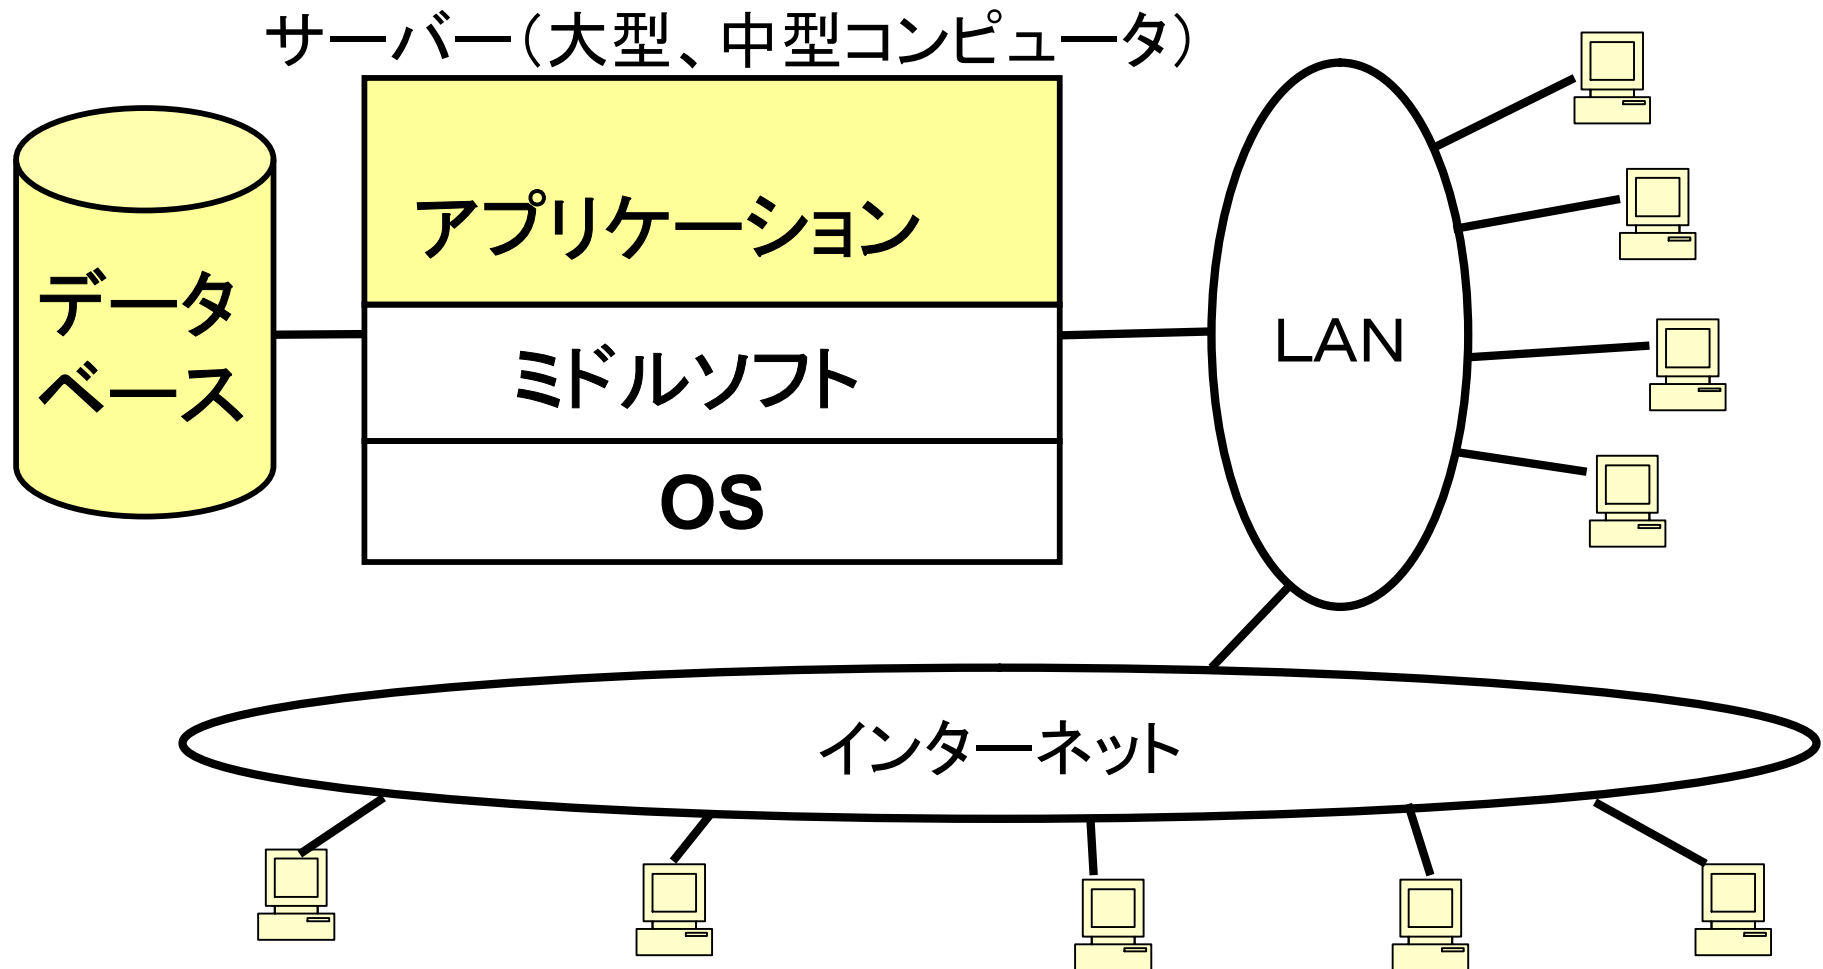 サーバー（大型、中型コンピュータ）
データ
ベース
アプリケーション
ミドルソフト
OS
LAN
インターネット